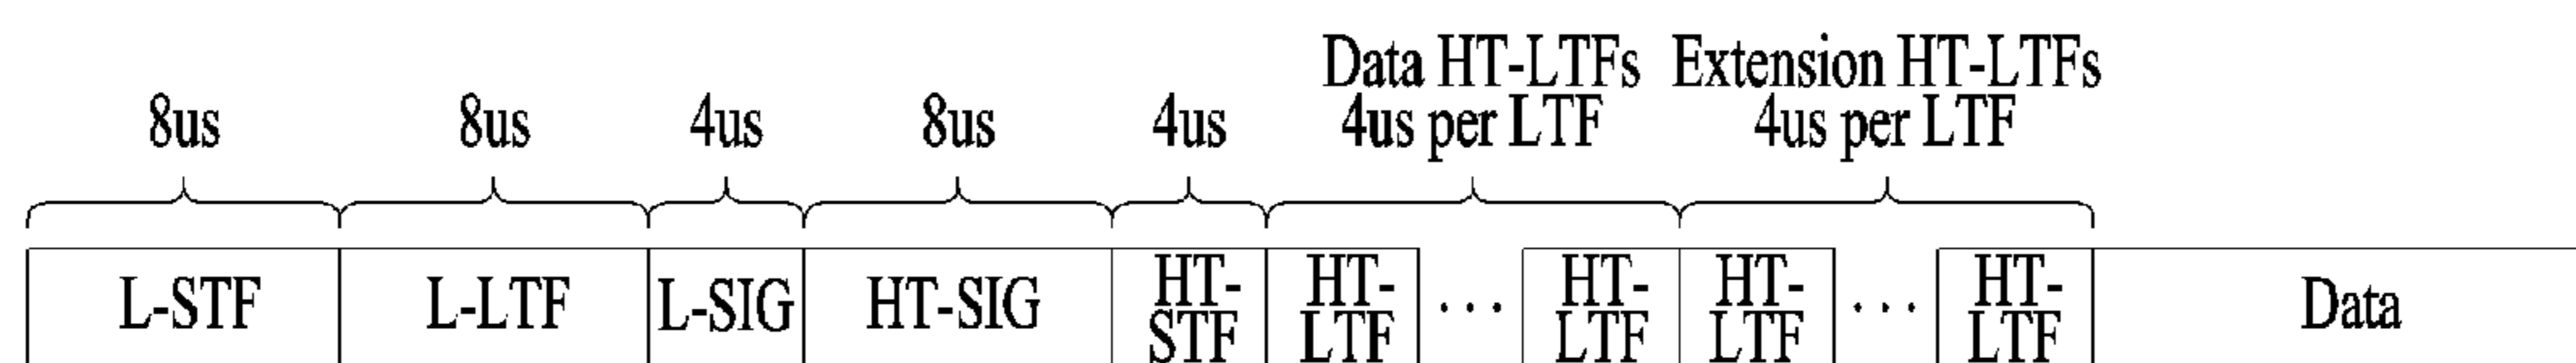 Data HT-LTFs Extension HT-LTFs
8us 8us 4us 8us 4us 4us per LTF 4us per LTF
L-STF L-LTF L-SIG HT-SIG HT-STF HT-LTF ... HT-LTF HT-LTF ... HT-LTF Data